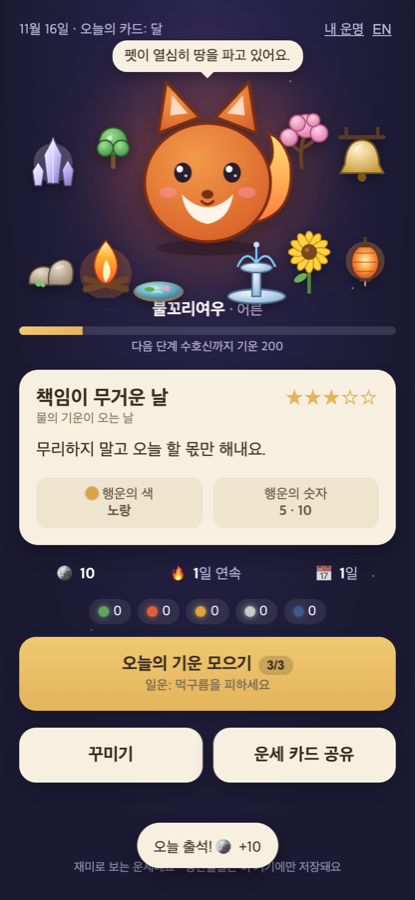 11월 16일 · 오늘의 카드: 달
내 운명 EN
펫이 열심히 땅을 파고 있어요.
불꼬리여우 · 어른
다음 단계 수호신까지 기운 200
책임이 무거운 날
★★★☆☆
물의 기운이 오는 날
무리하지 말고 오늘 할 몫만 해내요.
행운의 색
노랑
행운의 숫자
5 · 10
10
1일 연속
1일
0 0 0 0 0
오늘의 기운 모으기 3/3
일운: 먹구름을 피하세요
꾸미기
운세 카드 공유
오늘 출석! +10
재미로 보는 기기에만 저장돼요